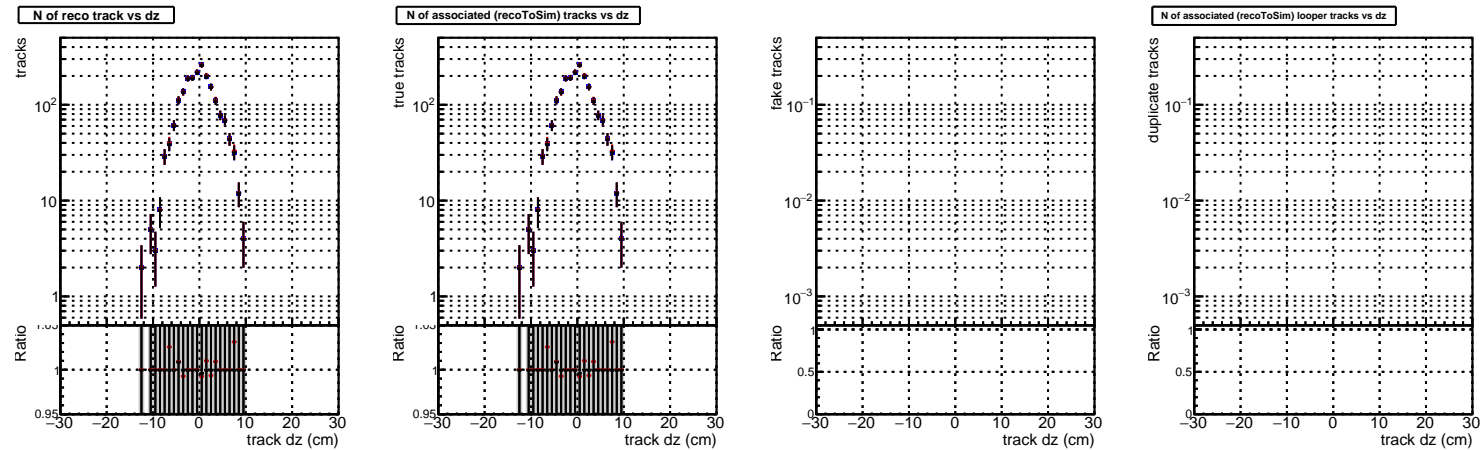 N of reco track vs dz
tracks
10²
10
1
Ratio
1
0.95
−30 −20 −10 0 10 20 30
track dz (cm)
N of associated (recoToSim) tracks vs dz
true tracks
10²
10
1
Ratio
1
0.95
−30 −20 −10 0 10 20 30
track dz (cm)
fake tracks
10⁻¹
10⁻²
10⁻³
Ratio
1
0.5
0
−30 −20 −10 0 10 20 30
track dz (cm)
N of associated (recoToSim) looper tracks vs dz
duplicate tracks
10⁻¹
10⁻²
10⁻³
Ratio
1
0.5
0
−30 −20 −10 0 10 20 30
track dz (cm)